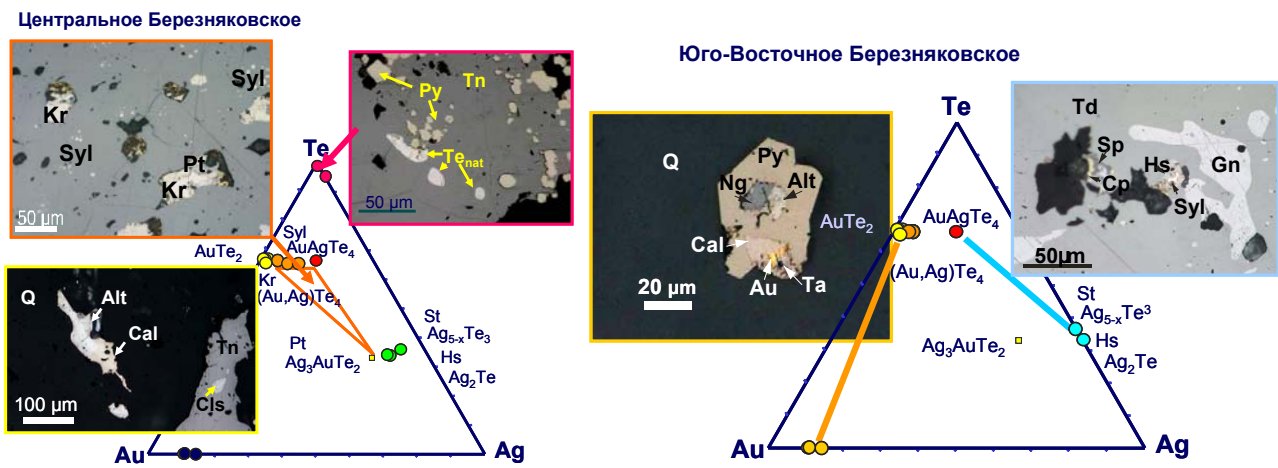 Центральное Березняковское
Syl
Kr
Syl
Pt
Kr
50 µm
Tn
Py
Te_nat
50 µm
Te
AuTe₂
Syl
AuAgTe₄
Kr
(Au,Ag)Te₄
St
Ag₅₋ₓTe₃
Pt
Ag₃AuTe₂
Hs
Ag₂Te
Q
Alt
Cal
Tn
Cls
100 µm
Au
Ag
Юго-Восточное Березняковское
Q
Py
Ng
Alt
Cal
Au
Ta
20 µm
Te
AuTe₂
AuAgTe₄
(Au,Ag)Te₄
Td
Sp
Cp
Hs
Syl
Gn
50µm
St
Ag₅₋ₓTe³
Hs
Ag₃AuTe₂
Ag₂Te
Au
Ag